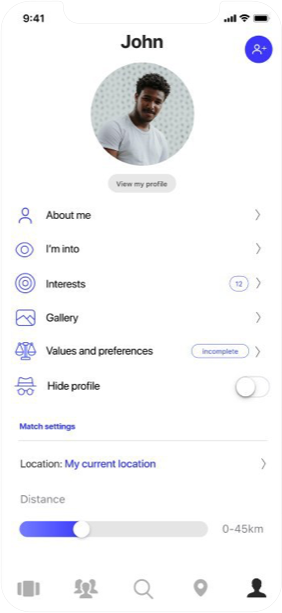 9:41
John
View my profile
About me
I'm into
Interests 12
Gallery
Values and preferences incomplete
Hide profile
Match settings
Location: My current location
Distance
0-45km